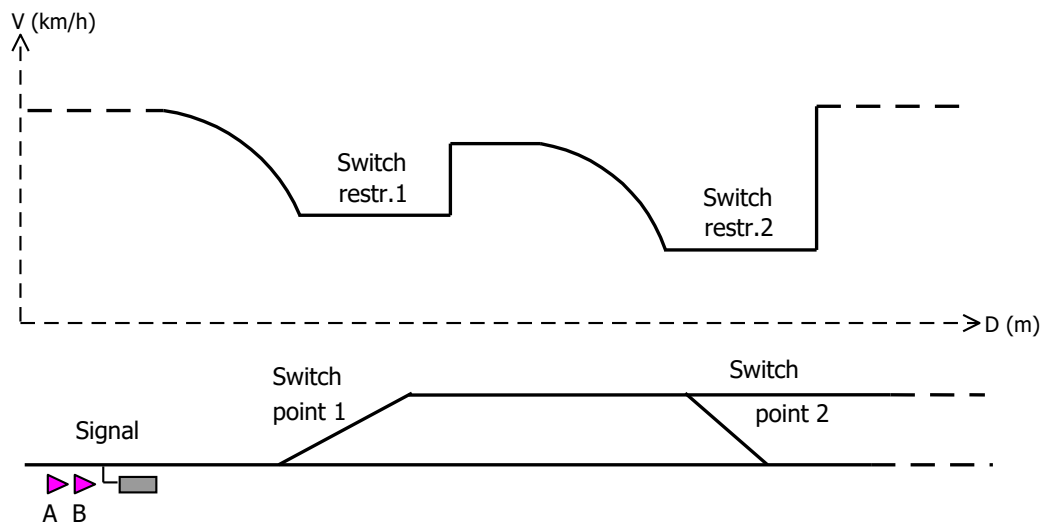 V (km/h)
Switch
restr.1
Switch
restr.2
D (m)
Switch
point 1
Switch
point 2
Signal
A B